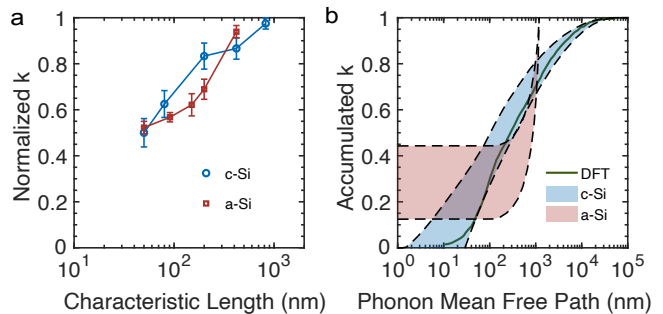 a
Normalized k
1
0.8
0.6
0.4
0.2
0
c-Si
a-Si
10¹ 10² 10³
Characteristic Length (nm)
b
Accumulated k
1
0.8
0.6
0.4
0.2
0
DFT
c-Si
a-Si
10⁰ 10¹ 10² 10³ 10⁴ 10⁵
Phonon Mean Free Path (nm)